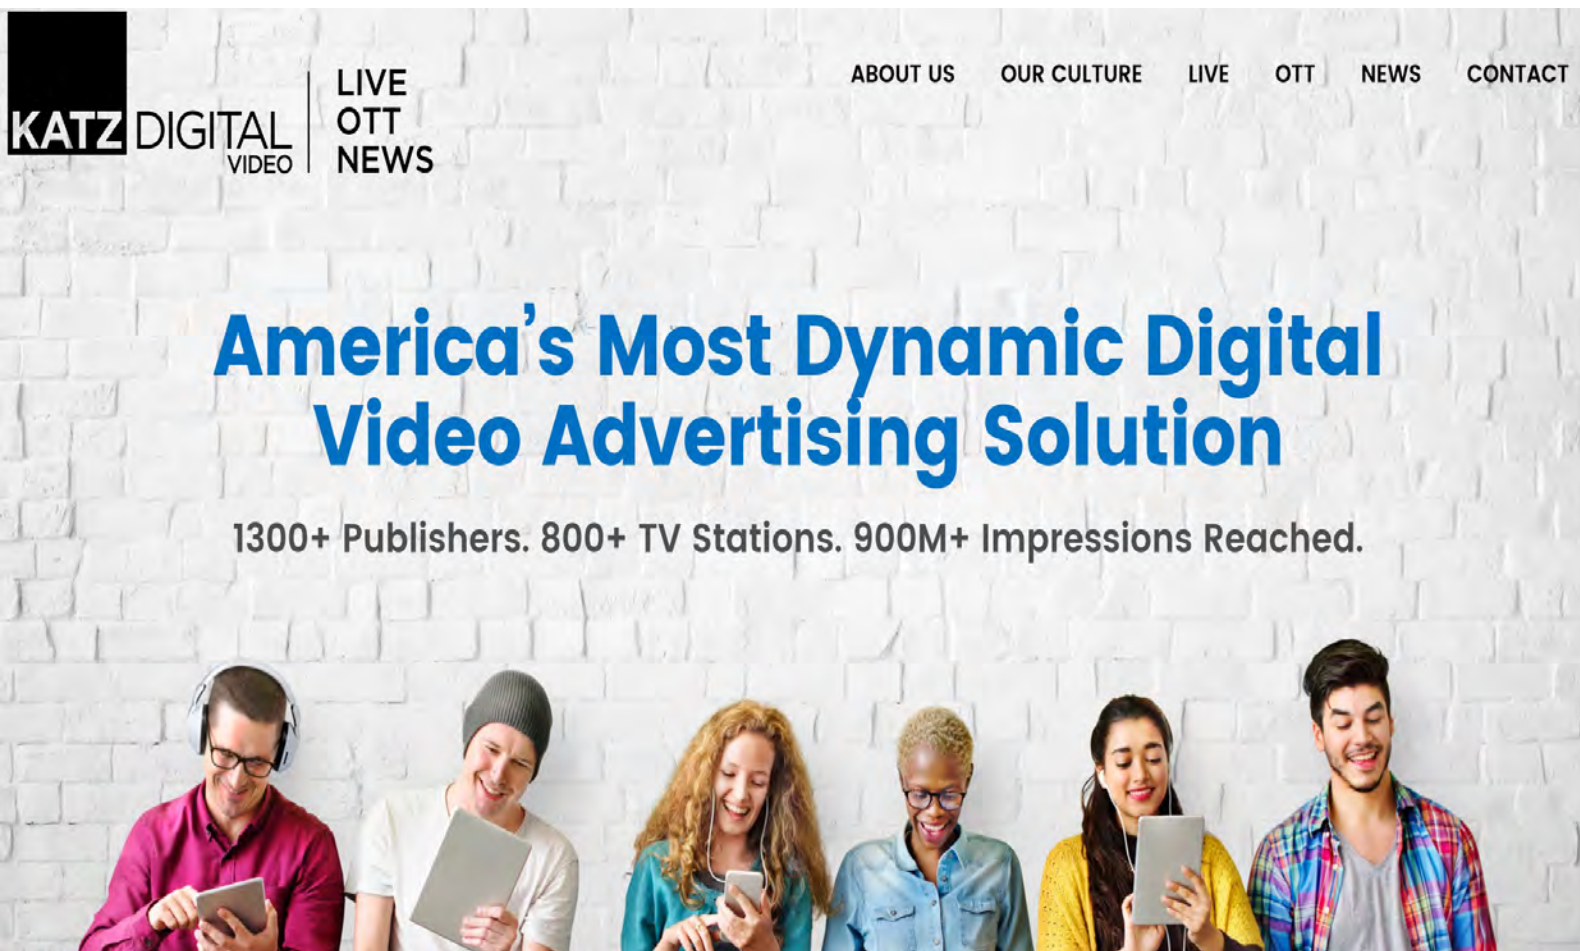 KATZ DIGITAL
VIDEO
LIVE
OTT
NEWS
ABOUT US OUR CULTURE LIVE OTT NEWS CONTACT
America's Most Dynamic Digital
Video Advertising Solution
1300+ Publishers. 800+ TV Stations. 900M+ Impressions Reached.